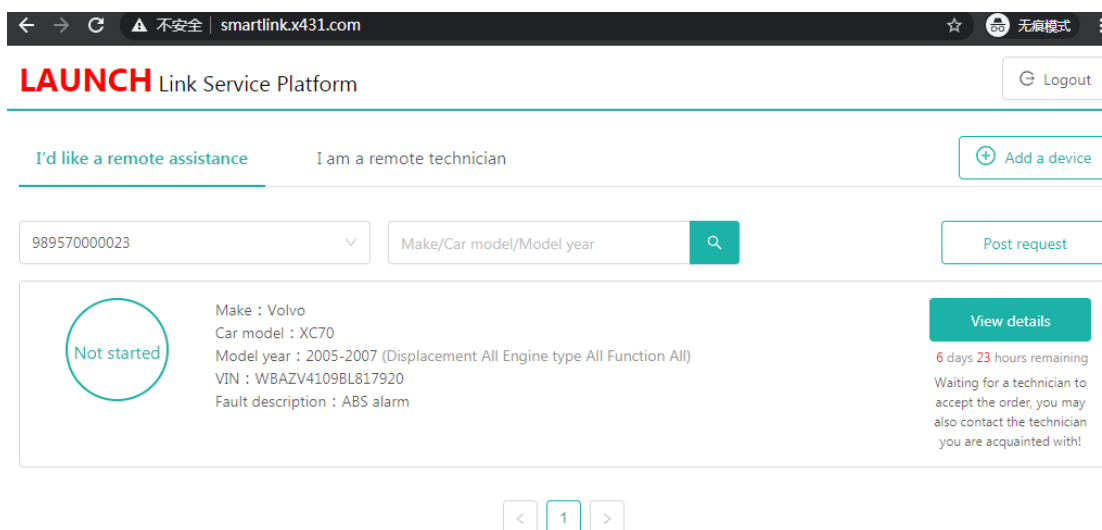 不安全 smartlink.x431.com 无痕模式
LAUNCH Link Service Platform
Logout
I'd like a remote assistance
I am a remote technician
Add a device
989570000023
Make/Car model/Model year
Post request
Not started
Make：Volvo
Car model：XC70
Model year：2005-2007 (Displacement All Engine type All Function All)
VIN：WBAZV4109BL817920
Fault description：ABS alarm
View details
6 days 23 hours remaining
Waiting for a technician to
accept the order, you may
also contact the technician
you are acquainted with!
< 1 >